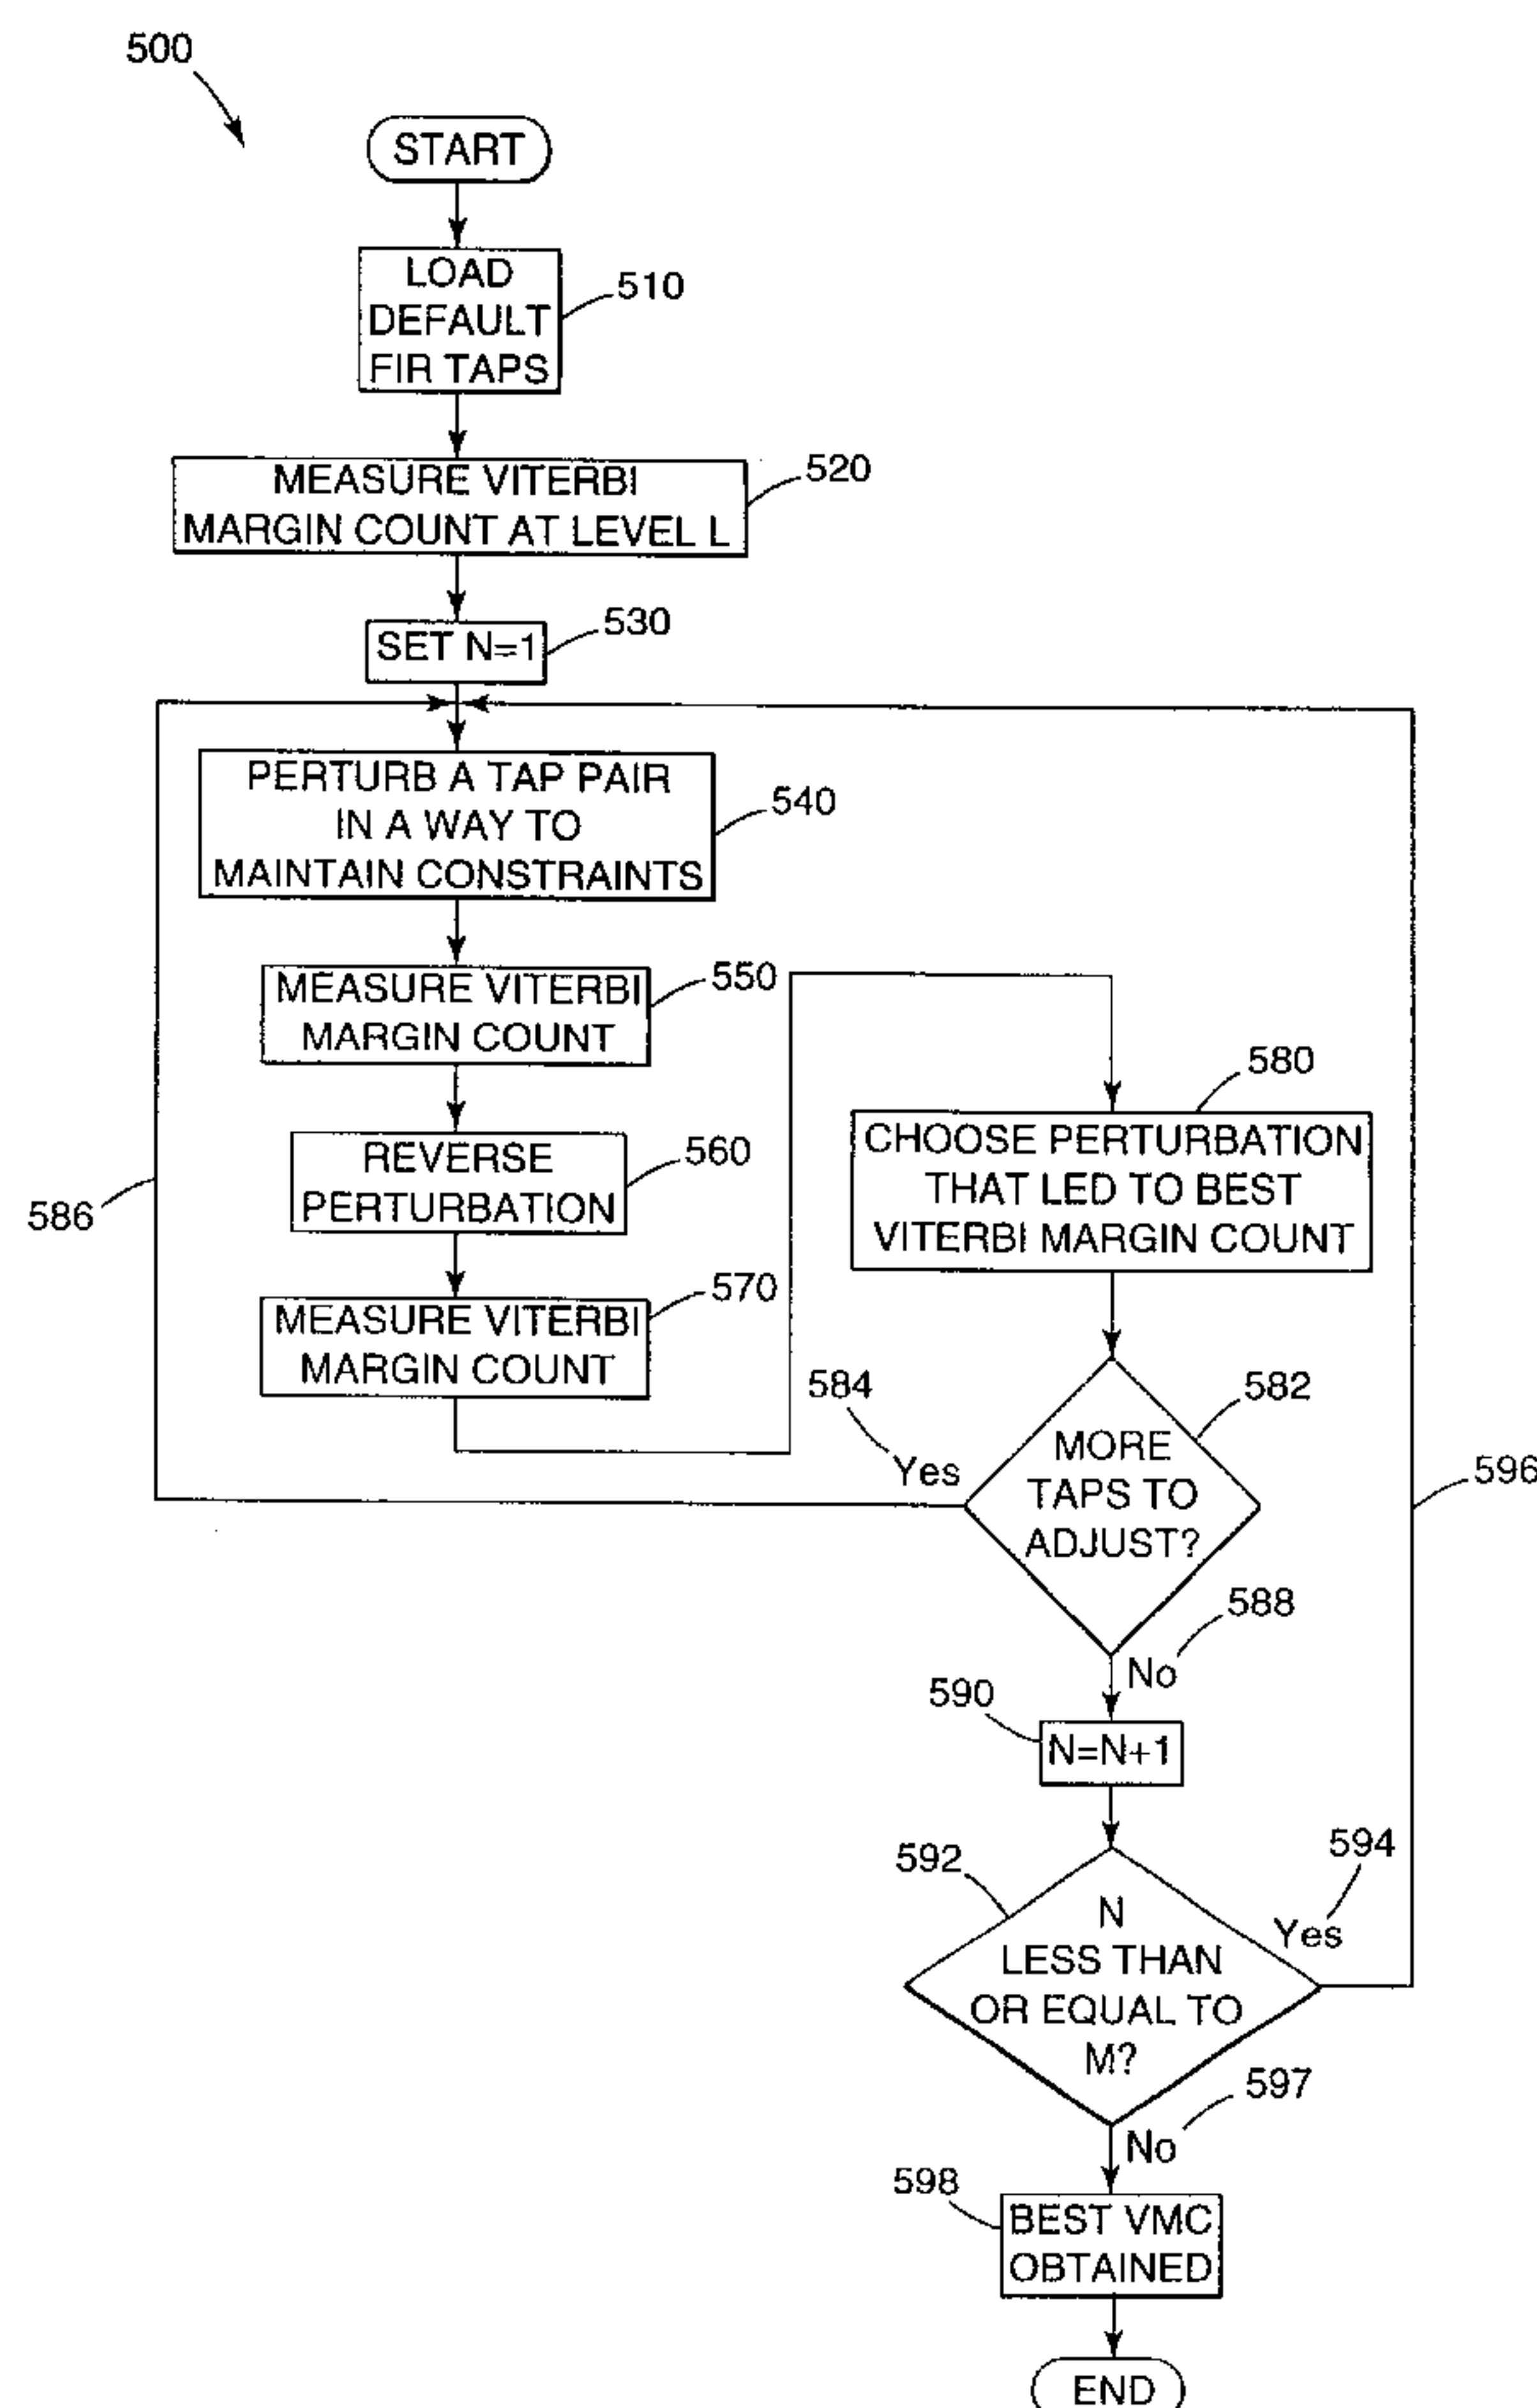 500
START
LOAD
DEFAULT
FIR TAPS
510
MEASURE VITERBI
MARGIN COUNT AT LEVEL L
520
SET N=1
530
PERTURB A TAP PAIR
IN A WAY TO
MAINTAIN CONSTRAINTS
540
MEASURE VITERBI
MARGIN COUNT
550
REVERSE
PERTURBATION
560
MEASURE VITERBI
MARGIN COUNT
570
586
CHOOSE PERTURBATION
THAT LED TO BEST
VITERBI MARGIN COUNT
580
MORE
TAPS TO
ADJUST?
582
584
Yes
596
588
No
590
N=N+1
592
N
LESS THAN
OR EQUAL TO
M?
594
Yes
597
No
598
BEST VMC
OBTAINED
END